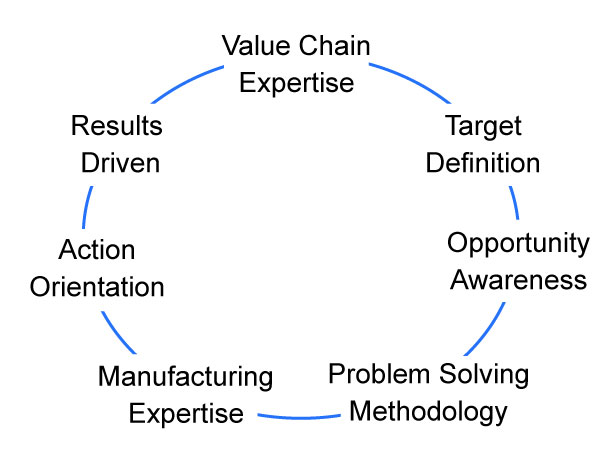 Value Chain
Expertise
Target
Definition
Opportunity
Awareness
Problem Solving
Methodology
Manufacturing
Expertise
Action
Orientation
Results
Driven